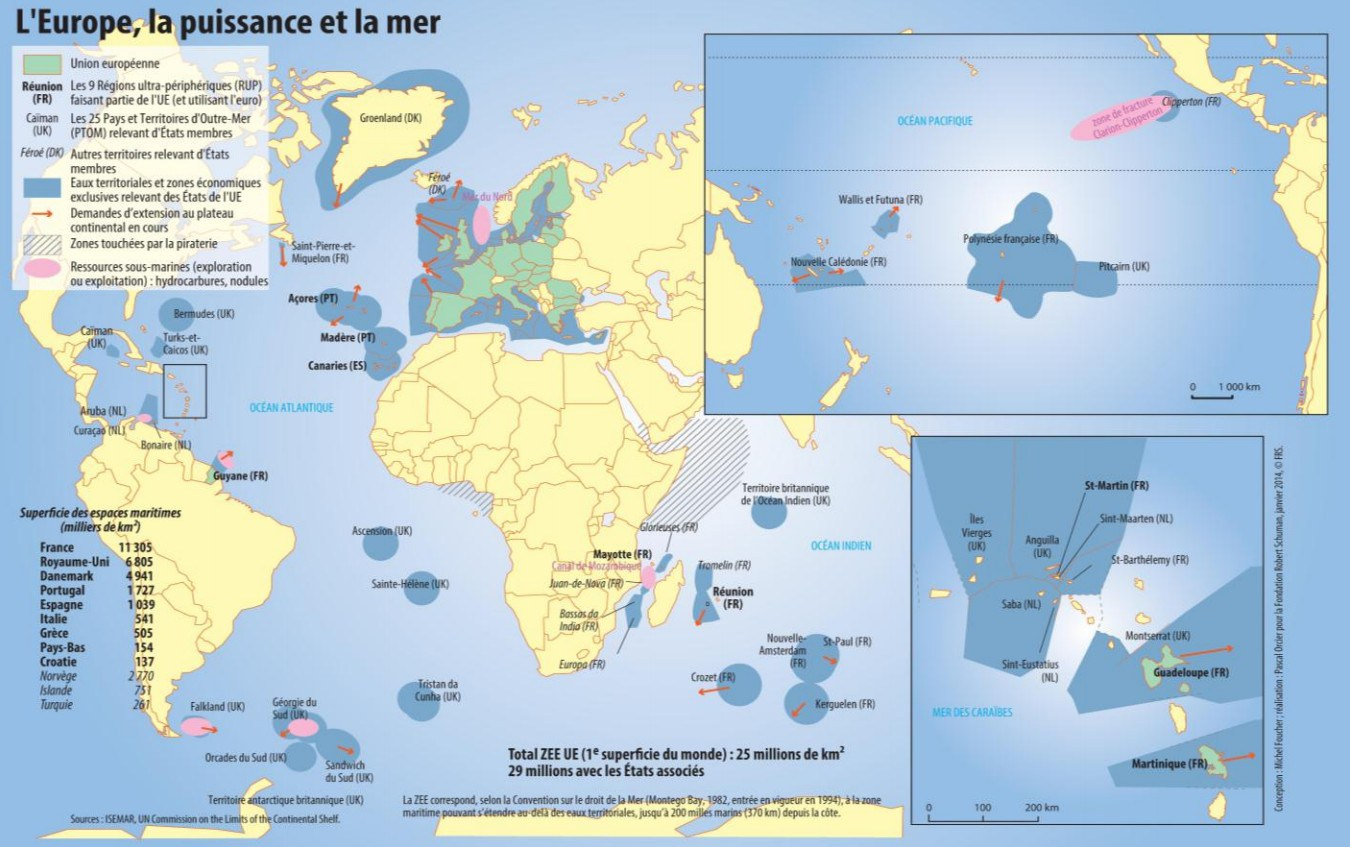 L'Europe, la puissance et la mer
Union européenne
Réunion
(FR)
Les 9 Régions ultra-périphériques (RUP)
faisant partie de l'UE (et utilisant l'euro)
Caïman
(UK)
Les 25 Pays et Territoires d'Outre-Mer
(PTOM) relevant d'États membres
Féroé (DK)
Autres territoires relevant d'États
membres
Eaux territoriales et zones économiques
exclusives relevant des États de l'UE
Demandes d'extension au plateau
continental en cours
Zones touchées par la piraterie
Ressources sous-marines (exploration
ou exploitation) : hydrocarbures, nodules
Groenland (DK)
Féroé
(DK)
Mer du Nord
Saint-Pierre-et-
Miquelon (FR)
Açores (PT)
Madère (PT)
Canaries (ES)
Bermudes (UK)
Caïman
(UK)
Turks-et-
Caicos (UK)
OCÉAN ATLANTIQUE
Aruba (NL)
Curaçao (NL)
Bonaire (NL)
Guyane (FR)
Superficie des espaces maritimes
(milliers de km²)
France 11 305
Royaume-Uni 6 805
Danemark 4 941
Portugal 1 727
Espagne 1 039
Italie 541
Grèce 505
Pays-Bas 154
Croatie 137
Norvège 2 770
Islande 751
Turquie 261
Ascension (UK)
Sainte-Hélène (UK)
Tristan da
Cunha (UK)
Falkland (UK)
Géorgie du
Sud (UK)
Orcades du Sud (UK)
Sandwich
du Sud (UK)
Territoire antarctique britannique (UK)
Territoire britannique
de l'Océan Indien (UK)
Glorieuses (FR)
OCÉAN INDIEN
Mayotte (FR)
Canal de Mozambique
Juan-de-Nova (FR)
Tromelin (FR)
Réunion
(FR)
Bassas da
India (FR)
Europa (FR)
Nouvelle-
Amsterdam
(FR)
St-Paul (FR)
Crozet (FR)
Kerguelen (FR)
Total ZEE UE (1e superficie du monde) : 25 millions de km²
29 millions avec les États associés
La ZEE correspond, selon la Convention sur le droit de la Mer (Montego Bay, 1982, entrée en vigueur en 1994), à la zone
maritime pouvant s'étendre au-delà des eaux territoriales, jusqu'à 200 milles marins (370 km) depuis la côte.
Sources : ISEMAR, UN Commission on the Limits of the Continental Shelf.
OCÉAN PACIFIQUE
zone de fracture
Clarion-Clipperton
Clipperton (FR)
Wallis et Futuna (FR)
Polynésie française (FR)
Nouvelle Calédonie (FR)
Pitcairn (UK)
0 1 000 km
St-Martin (FR)
Îles
Vierges
(UK)
Anguilla
(UK)
Sint-Maarten (NL)
St-Barthélemy (FR)
Saba (NL)
Sint-Eustatius
(NL)
Montserrat (UK)
Guadeloupe (FR)
MER DES CARAÏBES
Martinique (FR)
0 100 200 km
Conception : Michel Foucher ; réalisation : Pascal Orcier pour la Fondation Robert Schuman, janvier 2014, © FRS.